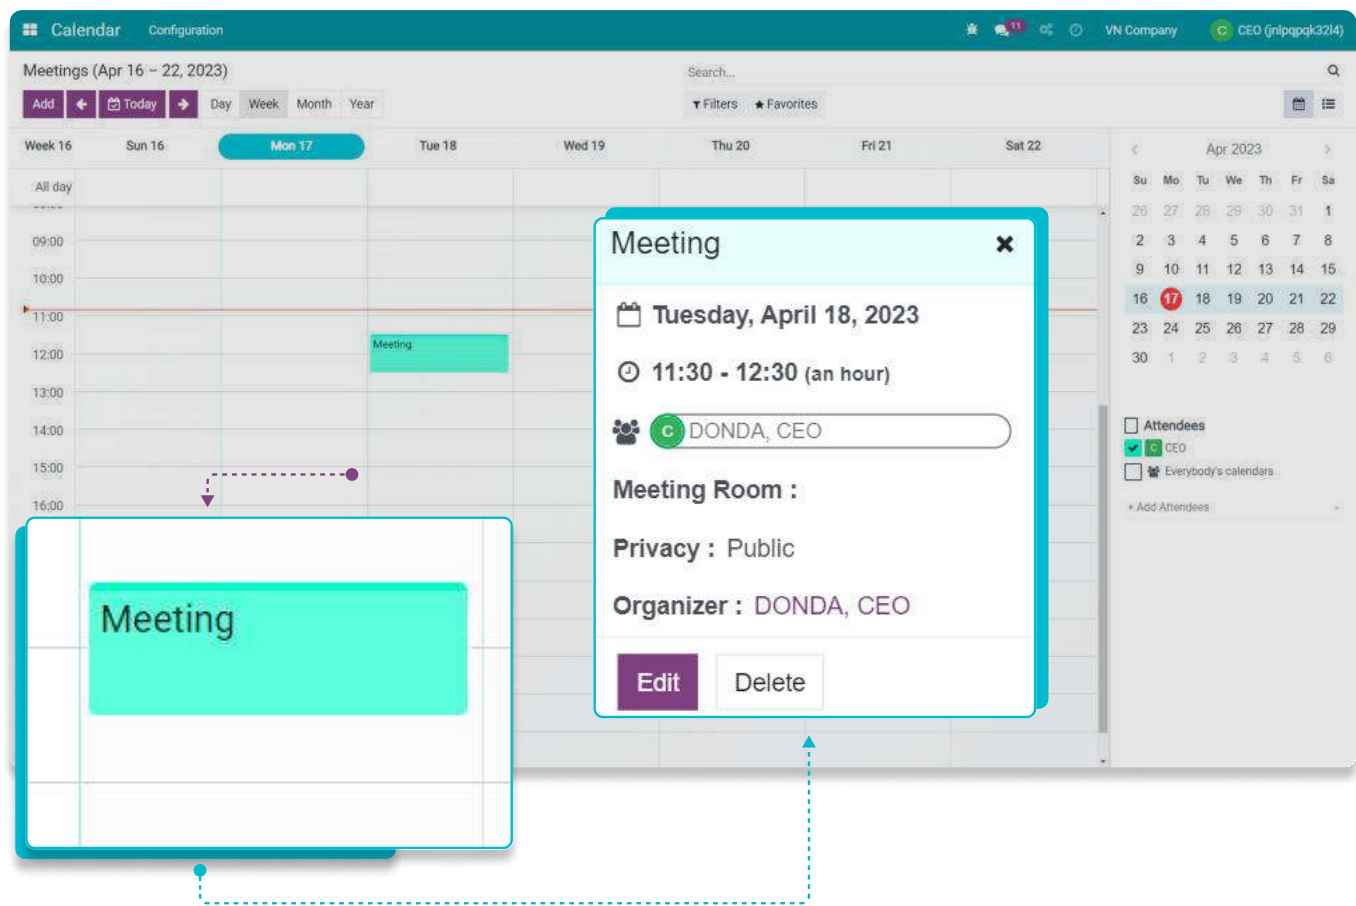 Calendar Configuration 11 VN Company C CEO (jnlpqpqk32l4)
Meetings (Apr 16 – 22, 2023) Search...
Add Today Day Week Month Year Filters Favorites
Week 16 Sun 16 Mon 17 Tue 18 Wed 19 Thu 20 Fri 21 Sat 22
All day
09:00
10:00
11:00
12:00
13:00
14:00
15:00
16:00
Meeting
Meeting
Meeting
Tuesday, April 18, 2023
11:30 - 12:30 (an hour)
C DONDA, CEO
Meeting Room :
Privacy : Public
Organizer : DONDA, CEO
Edit Delete
Apr 2023
Su Mo Tu We Th Fr Sa
26 27 28 29 30 31 1
2 3 4 5 6 7 8
9 10 11 12 13 14 15
16 17 18 19 20 21 22
23 24 25 26 27 28 29
30 1 2 3 4 5 6
Attendees
C CEO
Everybody's calendars
+ Add Attendees